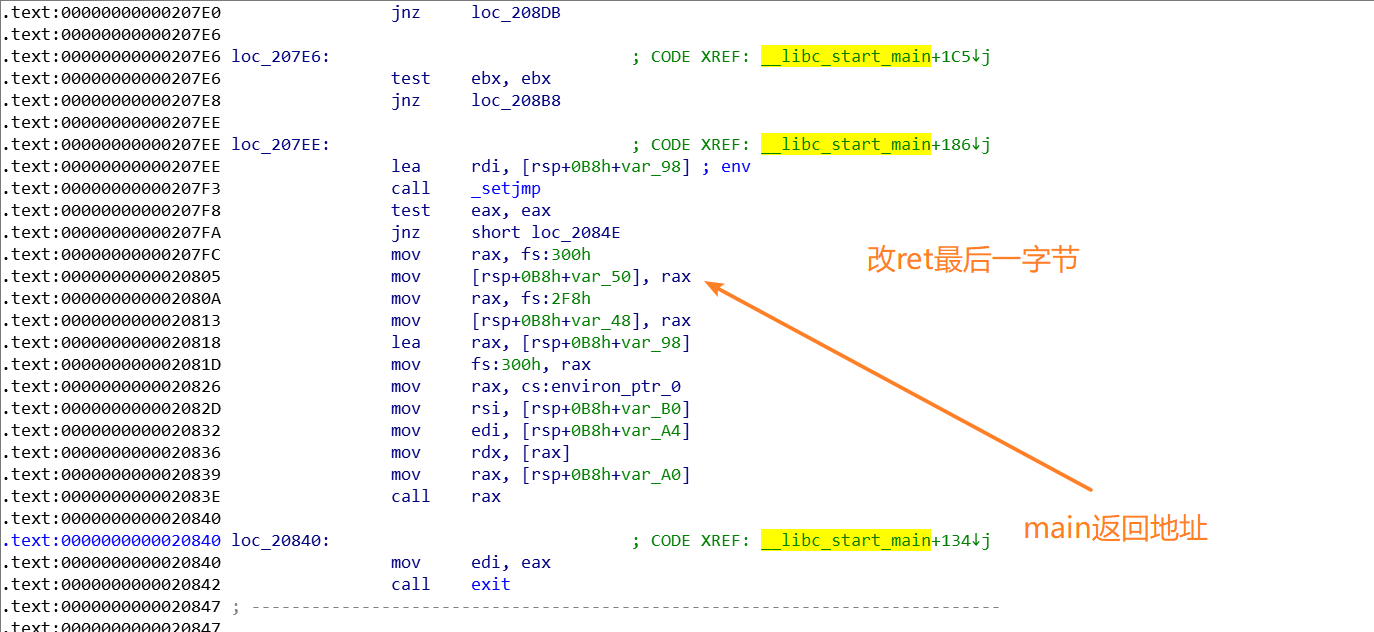 .text:00000000000207E0 jnz loc_208DB
.text:00000000000207E6
.text:00000000000207E6 loc_207E6: ; CODE XREF: __libc_start_main+1C5↓j
.text:00000000000207E6 test ebx, ebx
.text:00000000000207E8 jnz loc_208B8
.text:00000000000207EE
.text:00000000000207EE loc_207EE: ; CODE XREF: __libc_start_main+186↓j
.text:00000000000207EE lea rdi, [rsp+0B8h+var_98] ; env
.text:00000000000207F3 call _setjmp
.text:00000000000207F8 test eax, eax
.text:00000000000207FA jnz short loc_2084E
.text:00000000000207FC mov rax, fs:300h
改ret最后一字节
.text:0000000000020805 mov [rsp+0B8h+var_50], rax
.text:000000000002080A mov rax, fs:2F8h
.text:0000000000020813 mov [rsp+0B8h+var_48], rax
.text:0000000000020818 lea rax, [rsp+0B8h+var_98]
.text:000000000002081D mov fs:300h, rax
.text:0000000000020826 mov rax, cs:environ_ptr_0
.text:000000000002082D mov rsi, [rsp+0B8h+var_B0]
.text:0000000000020832 mov edi, [rsp+0B8h+var_A4]
.text:0000000000020836 mov rdx, [rax]
.text:0000000000020839 mov rax, [rsp+0B8h+var_A0]
.text:000000000002083E call rax
.text:0000000000020840
main返回地址
.text:0000000000020840 loc_20840: ; CODE XREF: __libc_start_main+134↓j
.text:0000000000020840 mov edi, eax
.text:0000000000020842 call exit
.text:0000000000020847 ; ---------------------------------------------------------------------------
.text:0000000000020847